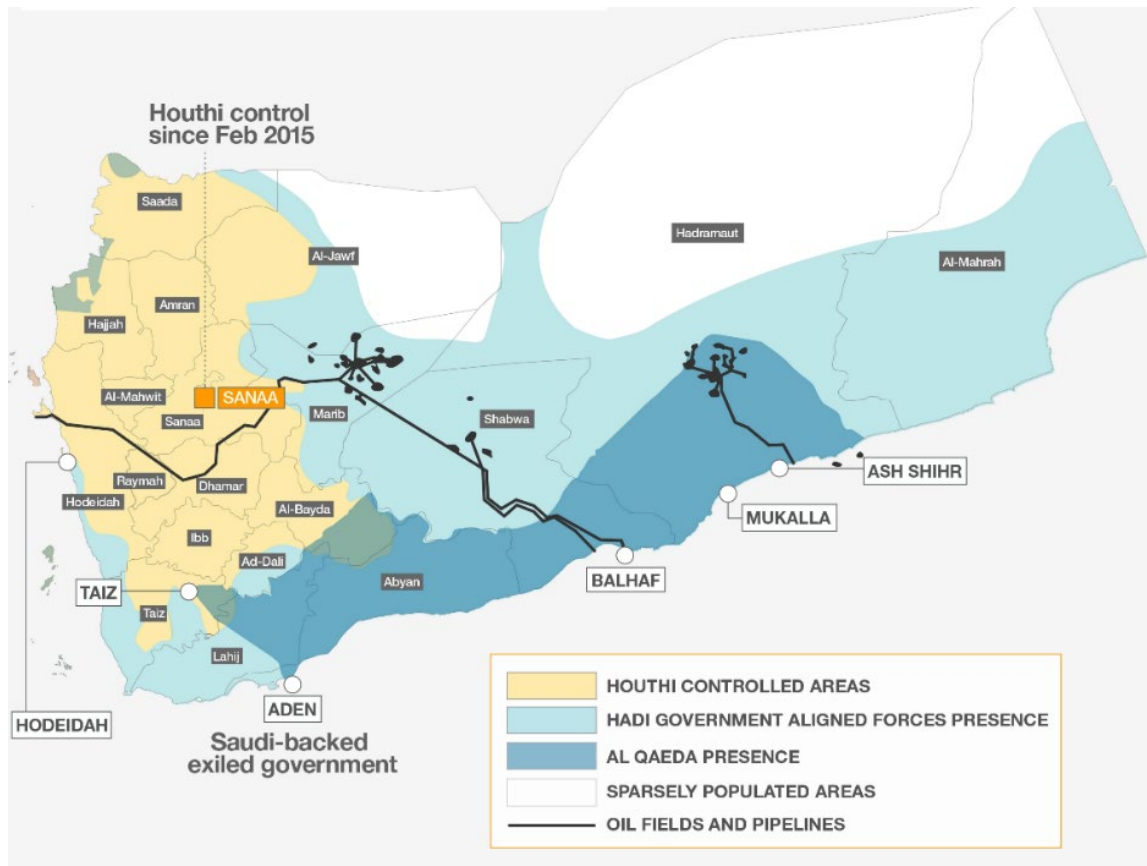 Houthi control
since Feb 2015
Saada
Al-Jawf
Hadramaut
Al-Mahrah
Amran
Hajjah
Al-Mahwit
SANAA
Sanaa
Marib
Shabwa
ASH SHIHR
Raymah
Dhamar
Hodeidah
Al-Bayda
MUKALLA
Ibb
Ad-Dali
BALHAF
Abyan
TAIZ
Taiz
Lahij
ADEN
HODEIDAH
Saudi-backed
exiled government
HOUTHI CONTROLLED AREAS
HADI GOVERNMENT ALIGNED FORCES PRESENCE
AL QAEDA PRESENCE
SPARSELY POPULATED AREAS
OIL FIELDS AND PIPELINES